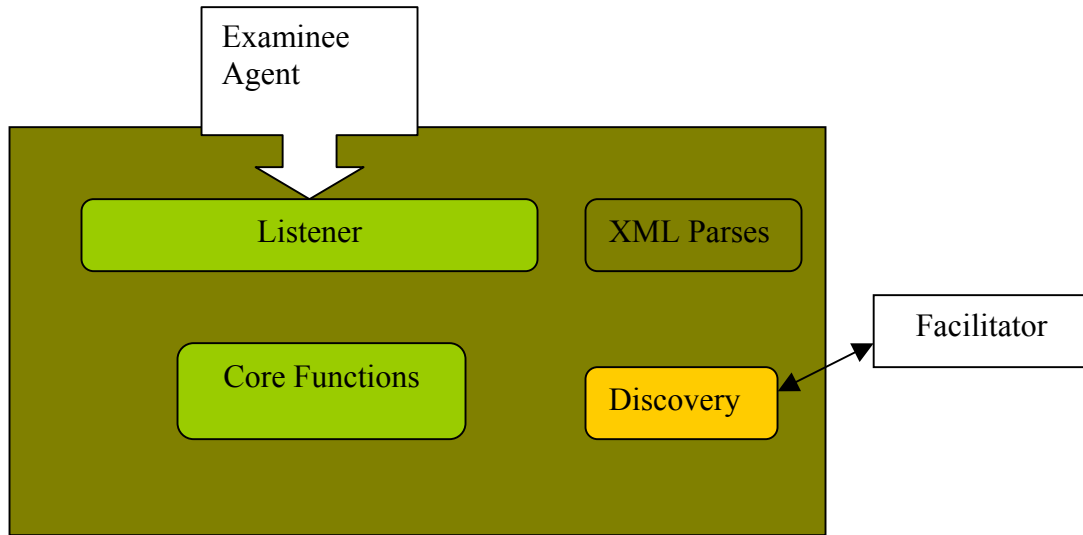 Examinee
Agent
Listener
XML Parses
Facilitator
Core Functions
Discovery